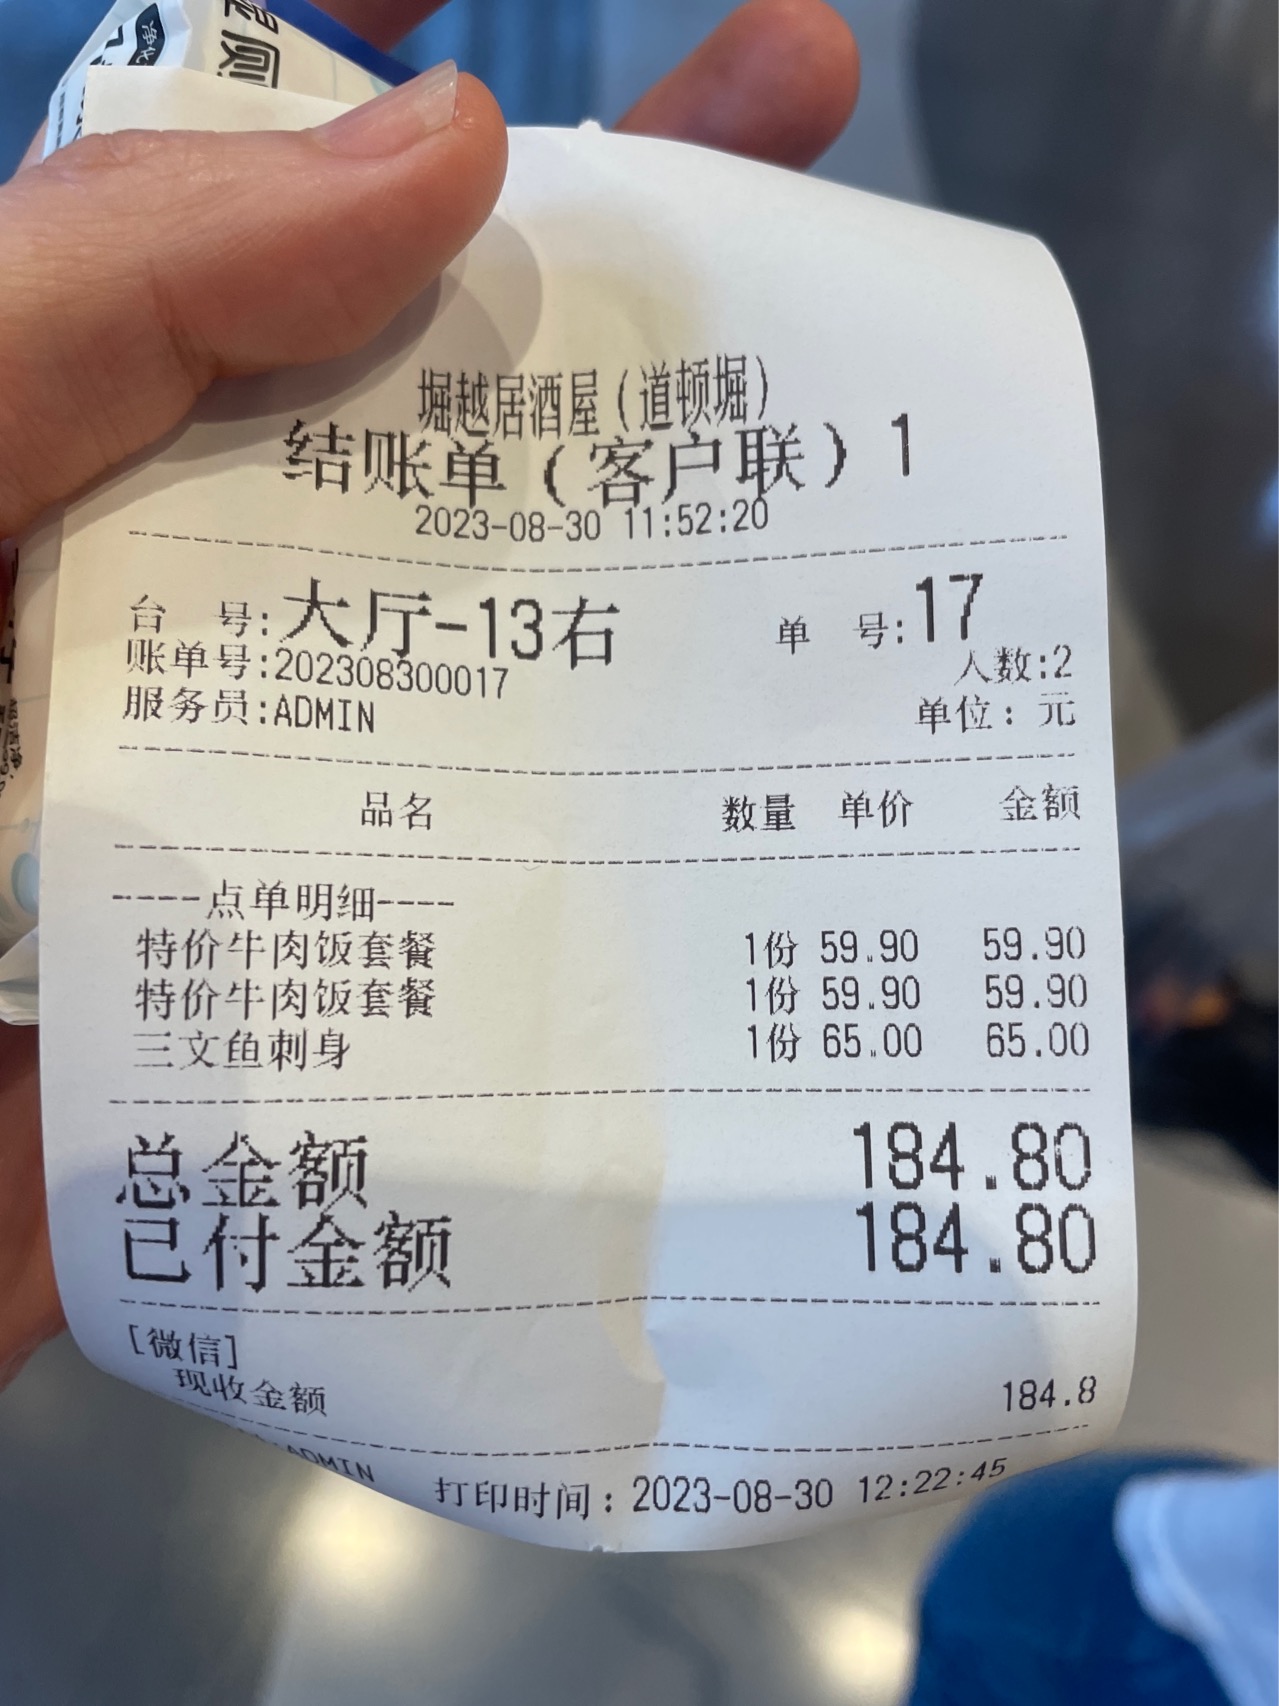 堀越居酒屋(道顿堀)
结账单(客户联)1
2023-08-30 11:52:20
台 号:大厅-13右 单 号:17
账单号:202308300017 人数:2
服务员:ADMIN 单位: 元
品名 数量 单价 金额
----点单明细----
特价牛肉饭套餐 1份 59.90 59.90
特价牛肉饭套餐 1份 59.90 59.90
三文鱼刺身 1份 65.00 65.00
总金额 184.80
已付金额 184.80
[微信]
现收金额 184.8
ADMIN 打印时间: 2023-08-30 12:22:45